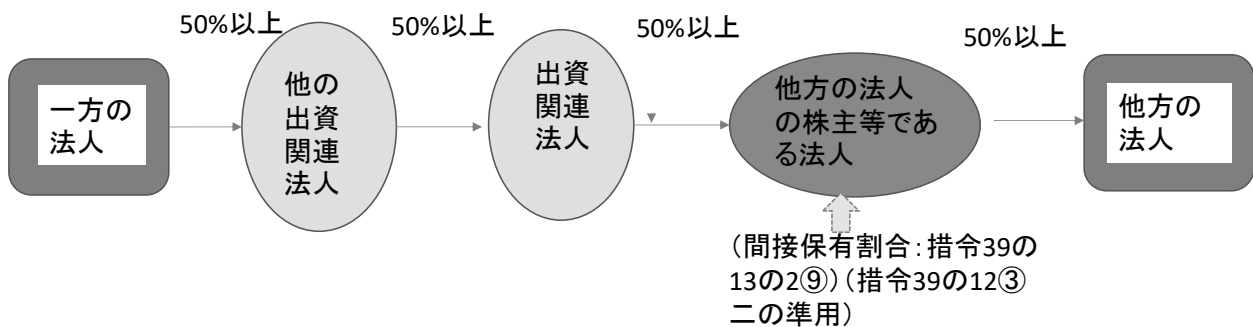 50%以上
50%以上
50%以上
50%以上
一方の
法人
他の
出資
関連
法人
出資
関連
法人
他方の法人
の株主等であ
る法人
他方の
法人
（間接保有割合：措令39の
13の2⑨）（措令39の12③
二の準用）